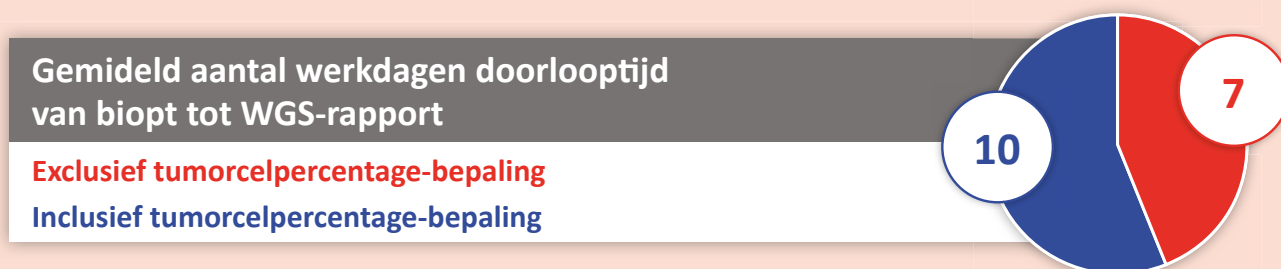 Gemideld aantal werkdagen doorlooptijd
van biopt tot WGS-rapport
Exclusief tumorcelpercentage-bepaling
Inclusief tumorcelpercentage-bepaling
10
7